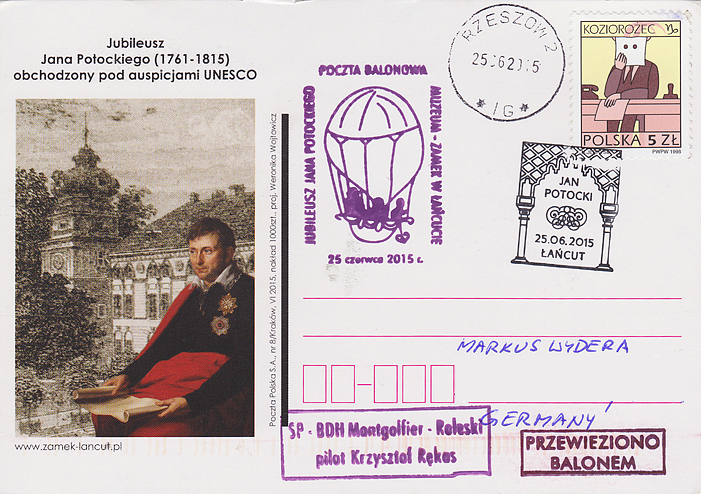 Jubileusz
Jana Potockiego (1761-1815)
obchodzony pod auspicjami UNESCO
www.zamek-lancut.pl
Poczta Polska S.A., nr 8/Kraków, VI 2015, nakład 1000szt., proj. Weronika Wojtowicz
POCZTA BALONOWA
JUBILEUSZ JANA POTOCKIEGO
MUZEUM - ZAMEK W ŁAŃCUCIE
25 czerwca 2015 r.
RZESZÓW 2
25 06 2015
* 1G *
KOZIOROŻEC ♑
POLSKA 5 ZŁ
PWPW 1996
JAN
POTOCKI
25.06.2015
ŁAŃCUT
MARKUS WYDERA
GERMANY
SP - BDH Montgolfier - Roleski
pilot Krzysztof Rękas
PRZEWIEZIONO
BALONEM